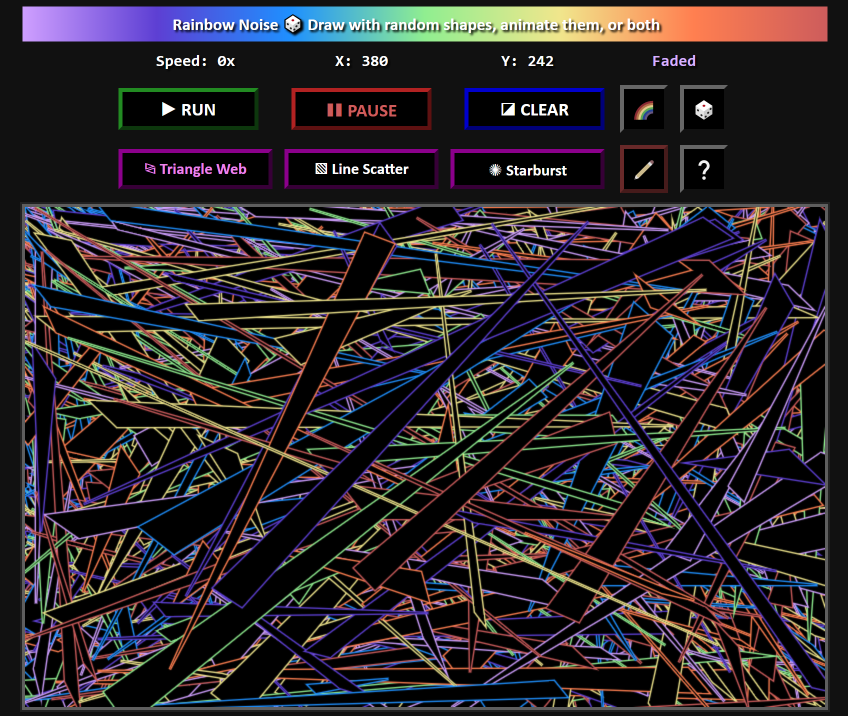 Rainbow Noise 🎲 Draw with random shapes, animate them, or both
Speed: 0x X: 380 Y: 242 Faded
RUN PAUSE CLEAR
Triangle Web Line Scatter Starburst ?